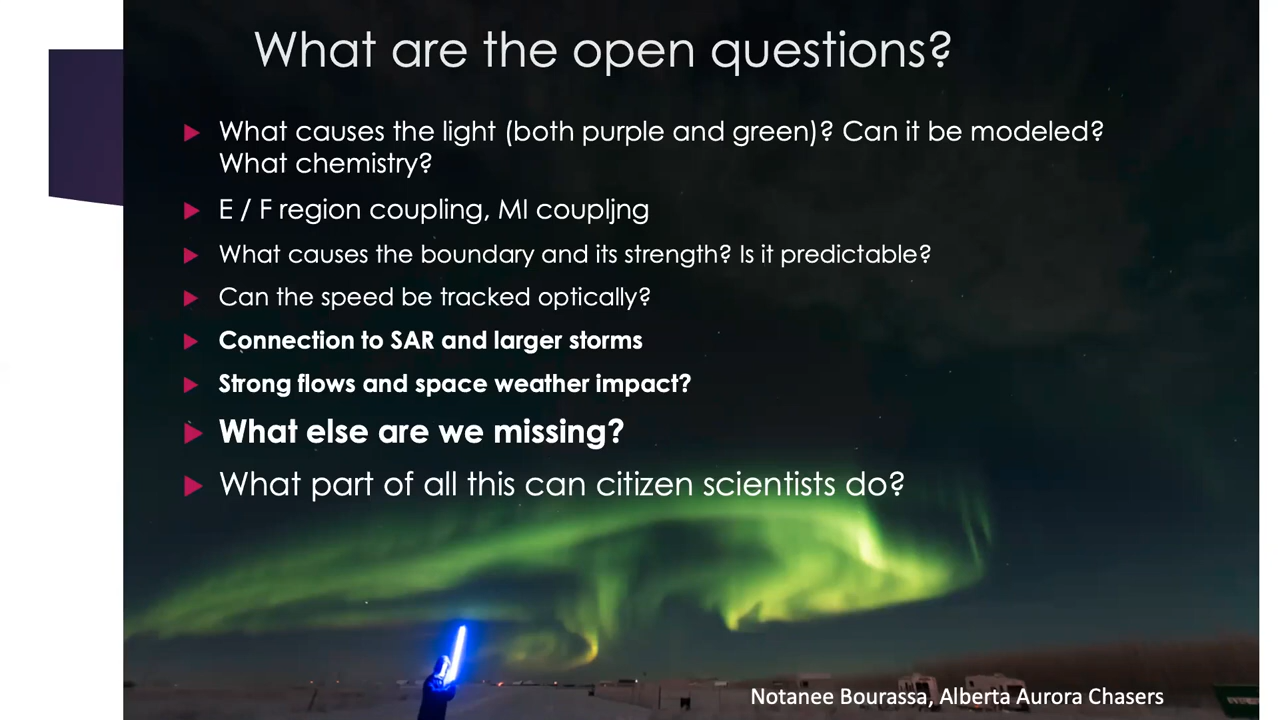 What are the open questions?
What causes the light (both purple and green)? Can it be modeled?
What chemistry?
E / F region coupling, MI coupljng
What causes the boundary and its strength? Is it predictable?
Can the speed be tracked optically?
Connection to SAR and larger storms
Strong flows and space weather impact?
What else are we missing?
What part of all this can citizen scientists do?
Notanee Bourassa, Alberta Aurora Chasers